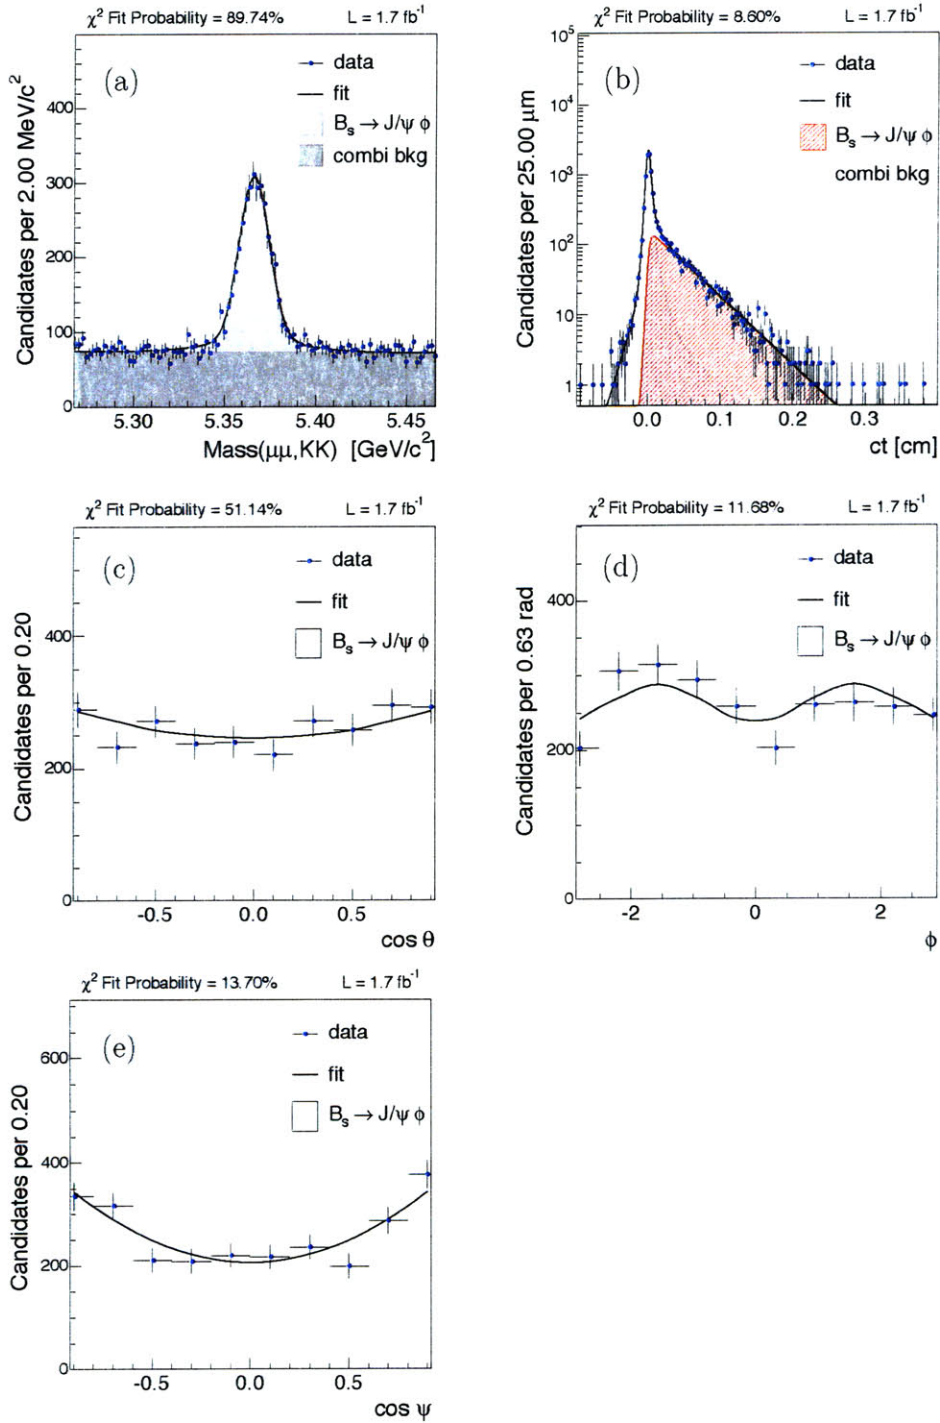 χ² Fit Probability = 89.74% L = 1.7 fb⁻¹
(a)
data
fit
Bₛ → J/ψ φ
combi bkg
Candidates per 2.00 MeV/c²
400
300
200
100
0
5.30 5.35 5.40 5.45
Mass(μμ,KK) [GeV/c²]
χ² Fit Probability = 8.60% L = 1.7 fb⁻¹
(b)
data
fit
Bₛ → J/ψ φ
combi bkg
Candidates per 25.00 μm
10⁵
10⁴
10³
10²
10
1
0.0 0.1 0.2 0.3
ct [cm]
χ² Fit Probability = 51.14% L = 1.7 fb⁻¹
(c)
data
fit
Bₛ → J/ψ φ
Candidates per 0.20
400
200
0
-0.5 0.0 0.5
cos θ
χ² Fit Probability = 11.68% L = 1.7 fb⁻¹
(d)
data
fit
Bₛ → J/ψ φ
Candidates per 0.63 rad
400
200
0
-2 0 2
ϕ
χ² Fit Probability = 13.70% L = 1.7 fb⁻¹
(e)
data
fit
Bₛ → J/ψ φ
Candidates per 0.20
600
400
200
0
-0.5 0.0 0.5
cos ψ